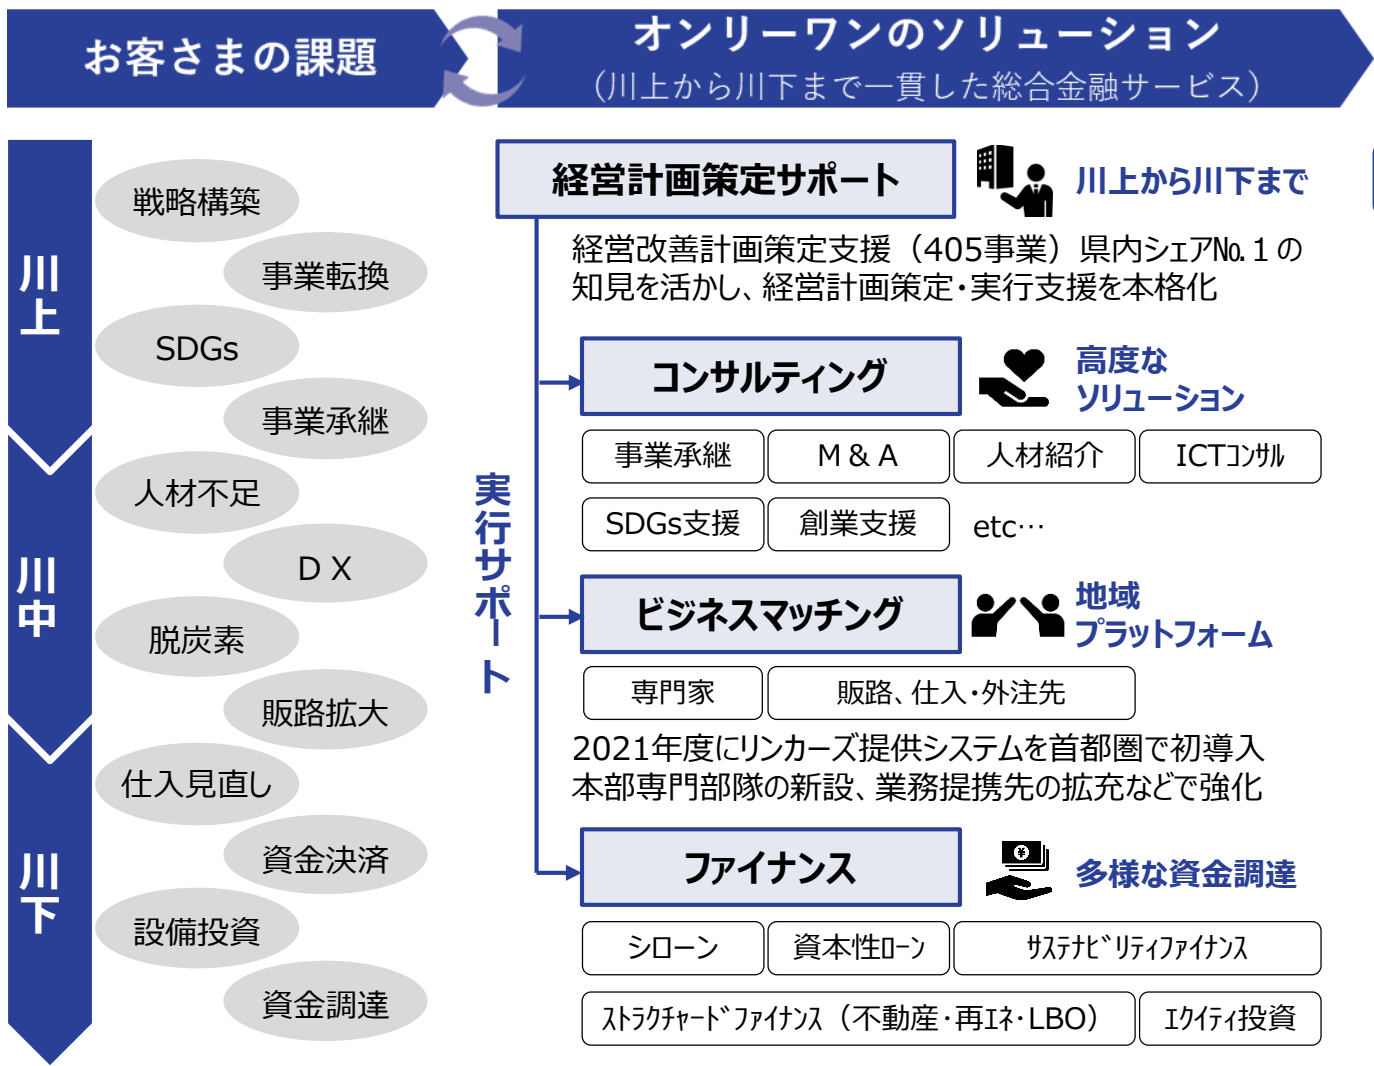 お客さまの課題
オンリーワンのソリューション
（川上から川下まで一貫した総合金融サービス）
川上
戦略構築
事業転換
SDGs
事業承継
川中
人材不足
ＤＸ
脱炭素
販路拡大
川下
仕入見直し
資金決済
設備投資
資金調達
実行サポート
経営計画策定サポート
川上から川下まで
経営改善計画策定支援（405事業）県内シェア№１の
知見を活かし、経営計画策定・実行支援を本格化
コンサルティング
高度な
ソリューション
事業承継
Ｍ＆Ａ
人材紹介
ICTｺﾝｻﾙ
SDGs支援
創業支援
etc…
ビジネスマッチング
地域
プラットフォーム
専門家
販路、仕入・外注先
2021年度にリンカーズ提供システムを首都圏で初導入
本部専門部隊の新設、業務提携先の拡充などで強化
ファイナンス
多様な資金調達
シローン
資本性ﾛｰﾝ
ｻｽﾃﾅﾋﾞﾘﾃｨﾌｧｲﾅﾝｽ
ｽﾄﾗｸﾁｬｰﾄﾞﾌｧｲﾅﾝｽ（不動産・再ｴﾈ・LBO）
ｴｸｲﾃｨ投資